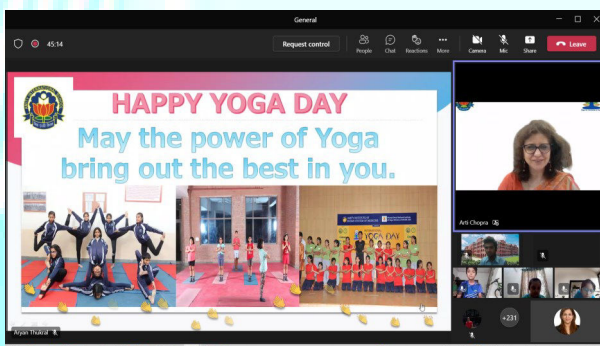 General
45:14
Request control
People
Chat
Reactions
More
Camera
Mic
Share
Leave
HAPPY YOGA DAY
May the power of Yoga
bring out the best in you.
YOGA DAY
Arti Chopra
+231
Aryan Thukral